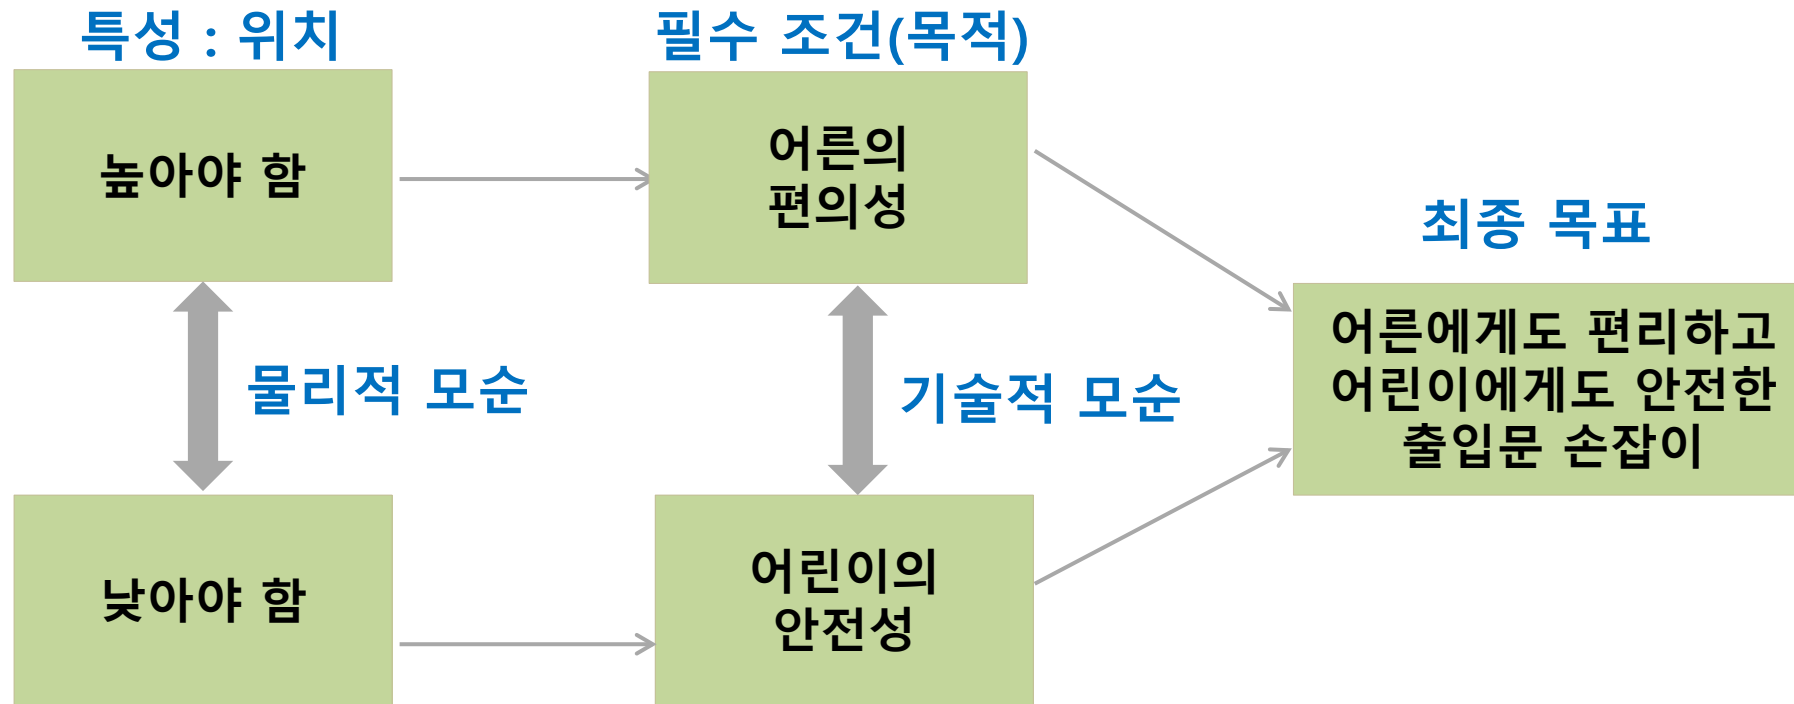 특성 : 위치
필수 조건(목적)
높아야 함
어른의
편의성
최종 목표
어른에게도 편리하고
어린이에게도 안전한
출입문 손잡이
물리적 모순
기술적 모순
낮아야 함
어린이의
안전성